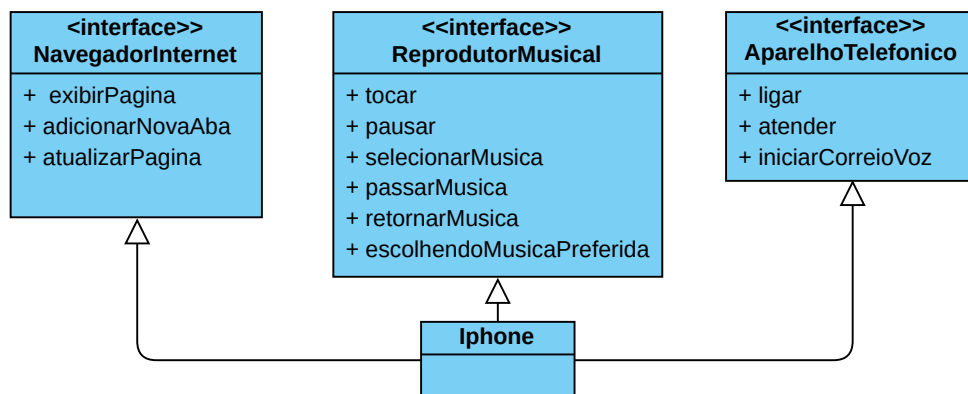 <interface>>
NavegadorInternet
+ exibirPagina
+ adicionarNovaAba
+ atualizarPagina
<<interface>>
ReprodutorMusical
+ tocar
+ pausar
+ selecionarMusica
+ passarMusica
+ retornarMusica
+ escolhendoMusicaPreferida
<<interface>>
AparelhoTelefonico
+ ligar
+ atender
+ iniciarCorreioVoz
Iphone